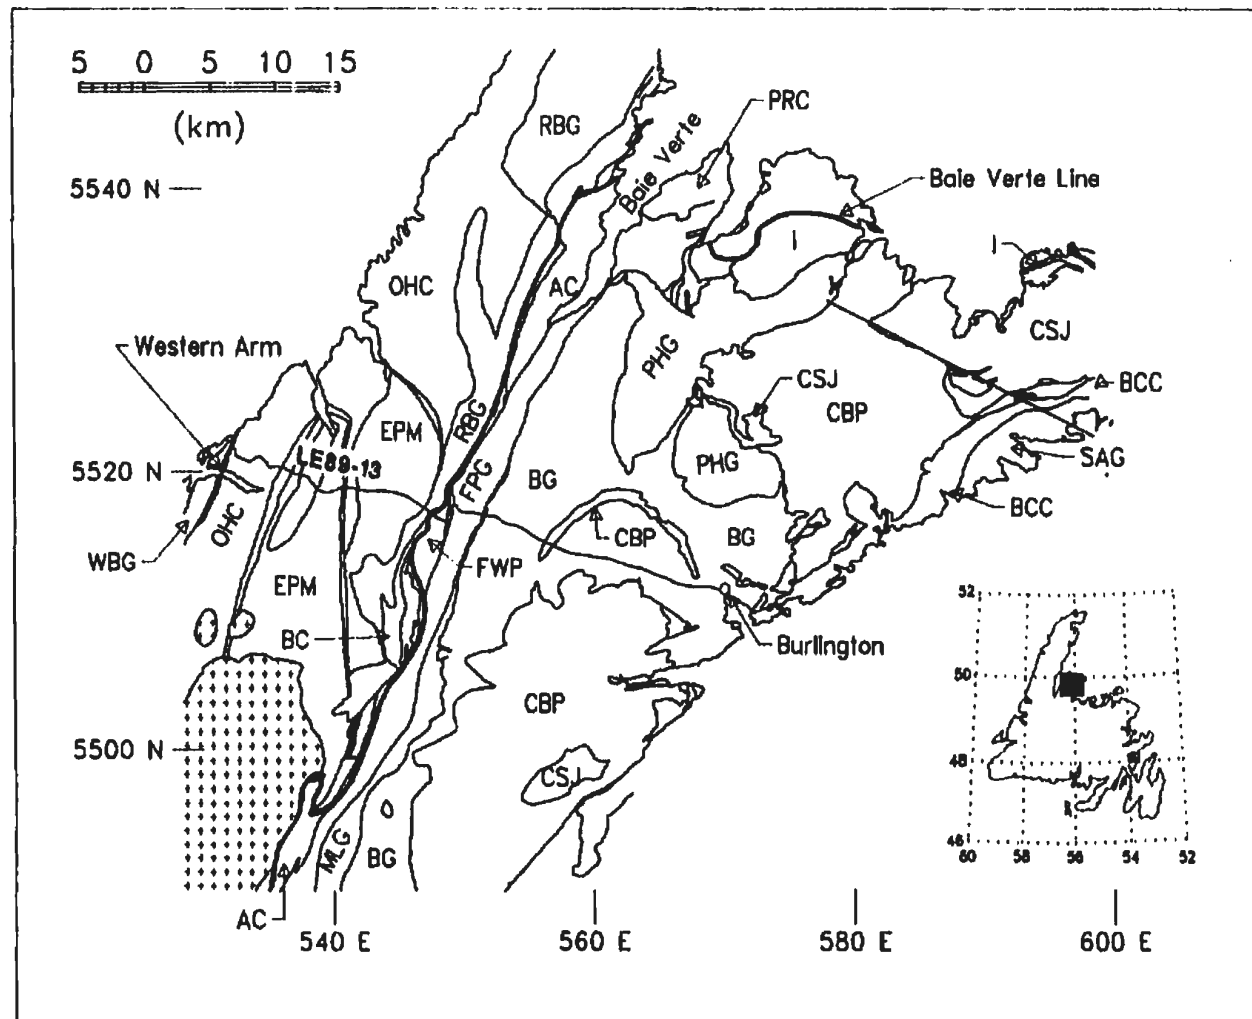 5 0 5 10 15
(km)
PRC
RBG
Baie Verte
5540 N
Baie Verte Line
I
I
OHC
AC
CSJ
Western Arm
PHG
CSJ
BCC
CBP
EPM
RBG
LE89-13
PHG
SAG
5520 N
FPG
BG
OHC
BCC
CBP
BG
WBG
FWP
EPM
BC
Burlington
CBP
5500 N
CSJ
MLG
BG
AC
540 E
560 E
580 E
600 E
52
50
48
46
60 58 56 54 52